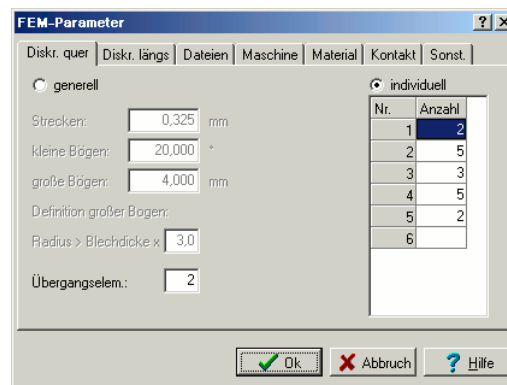 FEM-Parameter
Diskr. quer Diskr. längs Dateien Maschine Material Kontakt Sonst.
generell
individuell
Strecken: 0,325 mm
kleine Bögen: 20,000 °
große Bögen: 4,000 mm
Definition großer Bogen:
Radius > Blechdicke x 3,0
Übergangselem.: 2
Nr. Anzahl
1 2
2 5
3 3
4 5
5 2
6
Ok Abbruch Hilfe